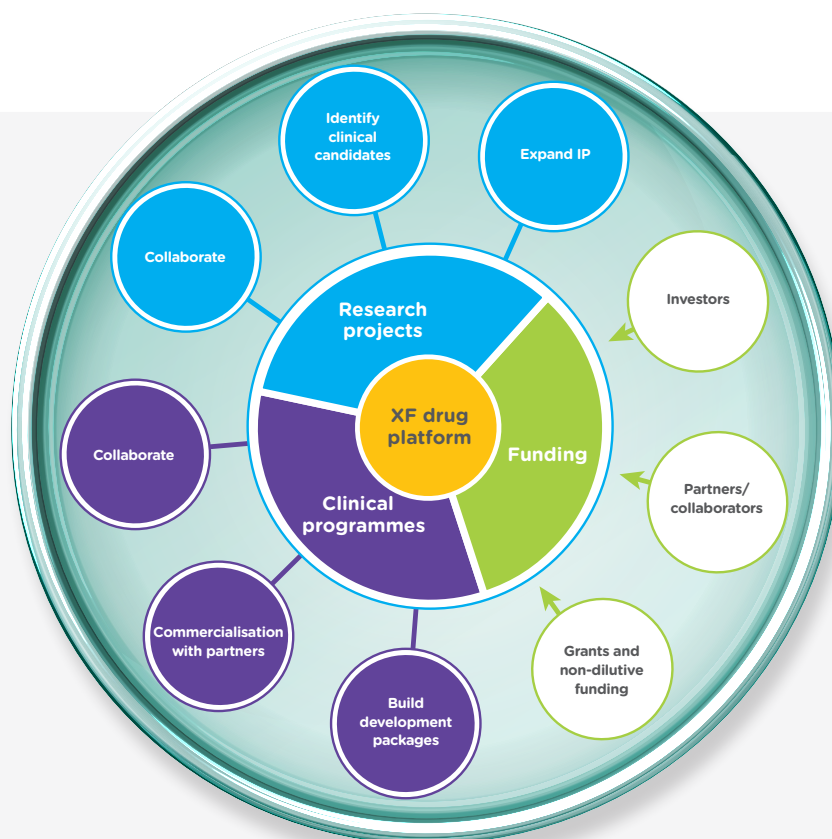 Identify
clinical
candidates
Expand IP
Collaborate
Research
projects
Investors
XF drug
platform
Funding
Collaborate
Clinical
programmes
Partners/
collaborators
Commercialisation
with partners
Grants and
non-dilutive
funding
Build
development
packages